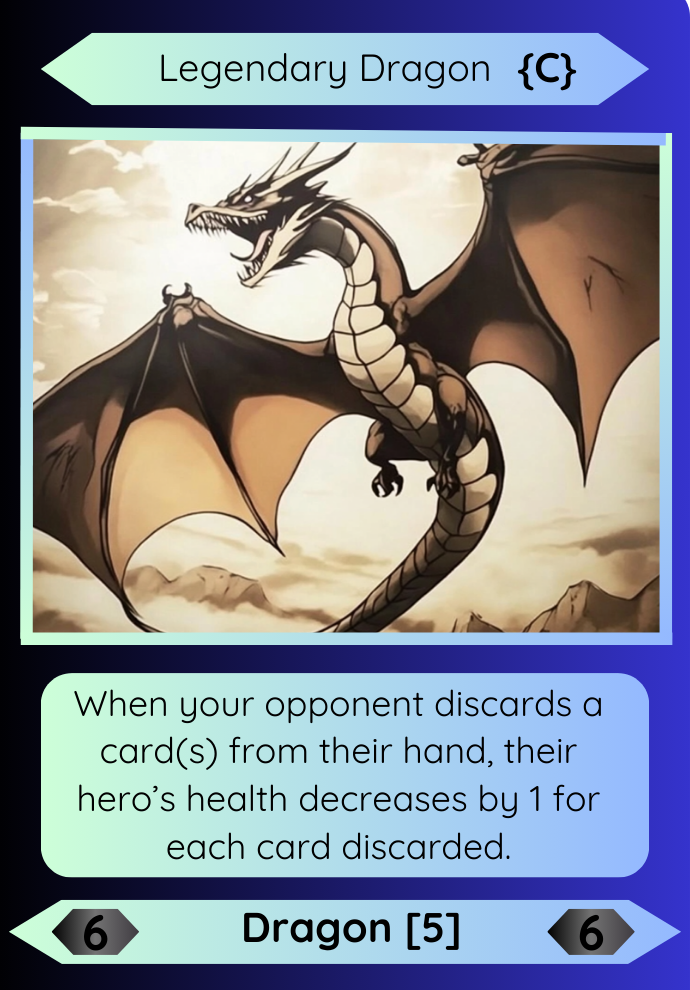 Legendary Dragon {C}
When your opponent discards a
card(s) from their hand, their
hero’s health decreases by 1 for
each card discarded.
6 Dragon [5] 6